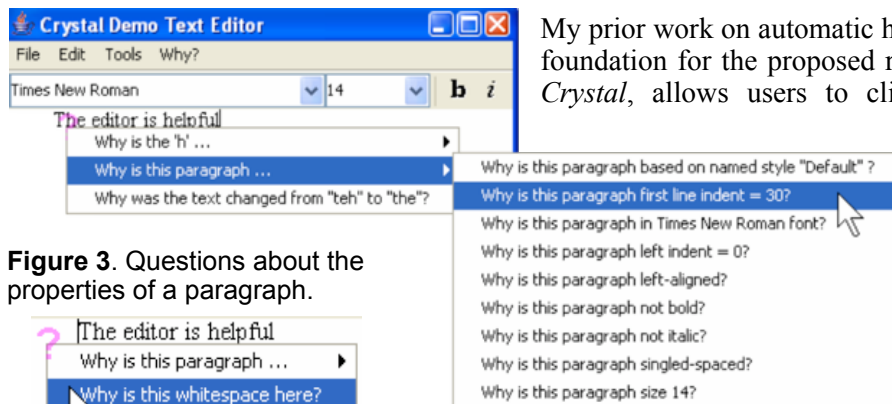 Crystal Demo Text Editor
File Edit Tools Why?
Times New Roman 14 b i
The editor is helpful
Why is the 'h' ...
Why is this paragraph ...
Why was the text changed from "teh" to "the"?
My prior work on automatic h
foundation for the proposed
Crystal, allows users to cli
Why is this paragraph based on named style "Default" ?
Why is this paragraph first line indent = 30?
Why is this paragraph in Times New Roman font?
Why is this paragraph left indent = 0?
Why is this paragraph left-aligned?
Why is this paragraph not bold?
Why is this paragraph not italic?
Why is this paragraph singled-spaced?
Why is this paragraph size 14?
Figure 3. Questions about the
properties of a paragraph.
? The editor is helpful
Why is this paragraph ...
Why is this whitespace here?